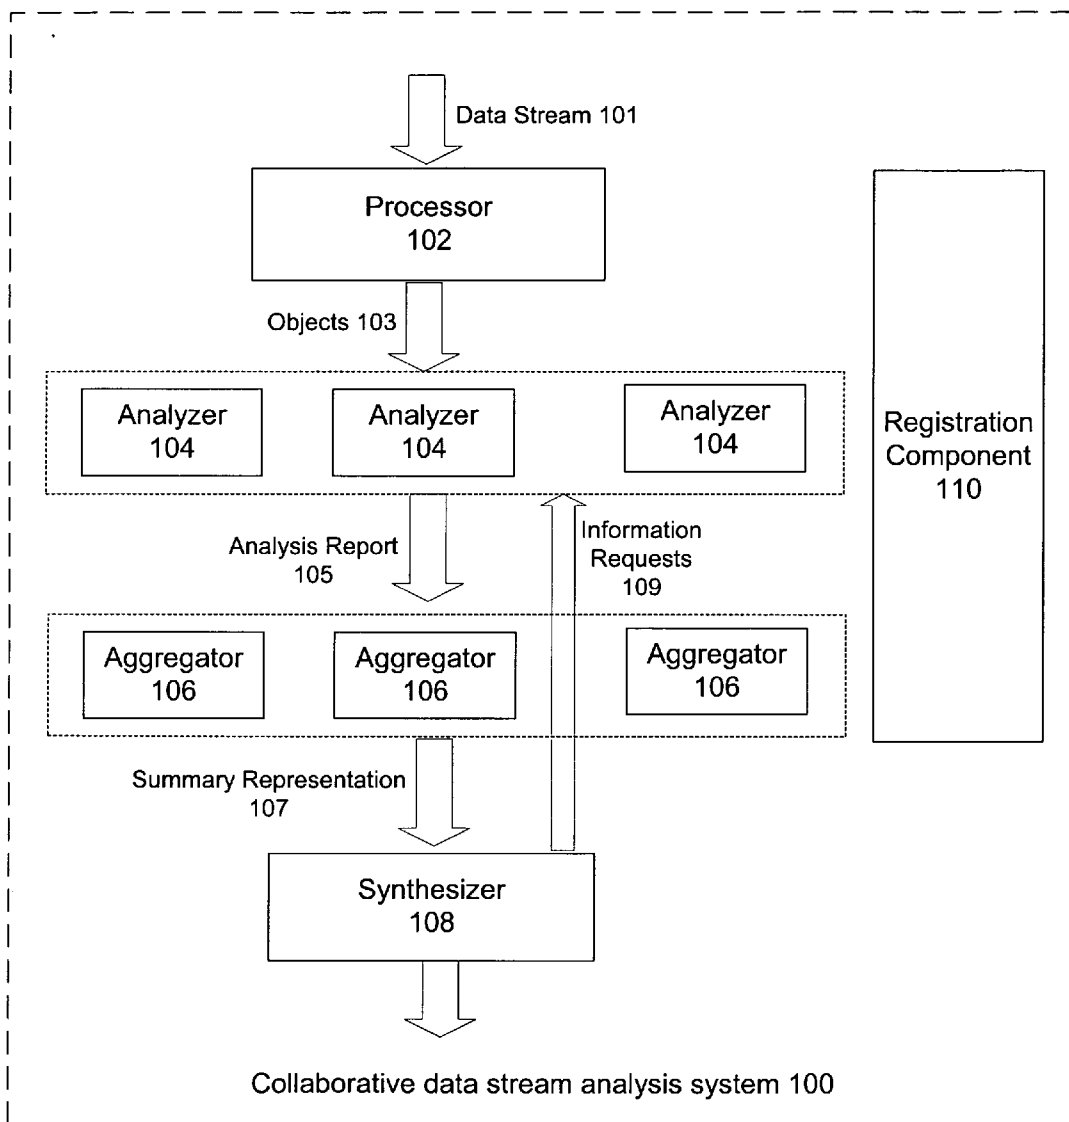 Data Stream 101
Processor
102
Objects 103
Analyzer
104
Analyzer
104
Analyzer
104
Registration
Component
110
Analysis Report
105
Information
Requests
109
Aggregator
106
Aggregator
106
Aggregator
106
Summary Representation
107
Synthesizer
108
Collaborative data stream analysis system 100